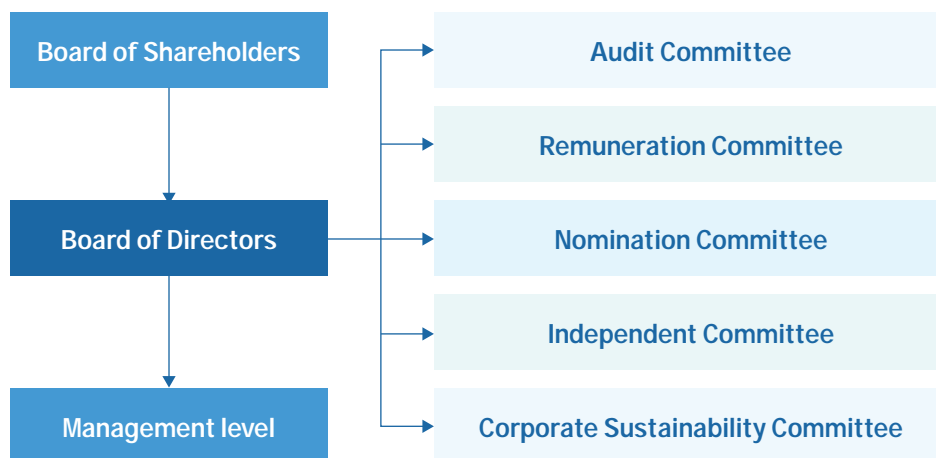 Board of Shareholders
Audit Committee
Remuneration Committee
Board of Directors
Nomination Committee
Independent Committee
Management level
Corporate Sustainability Committee